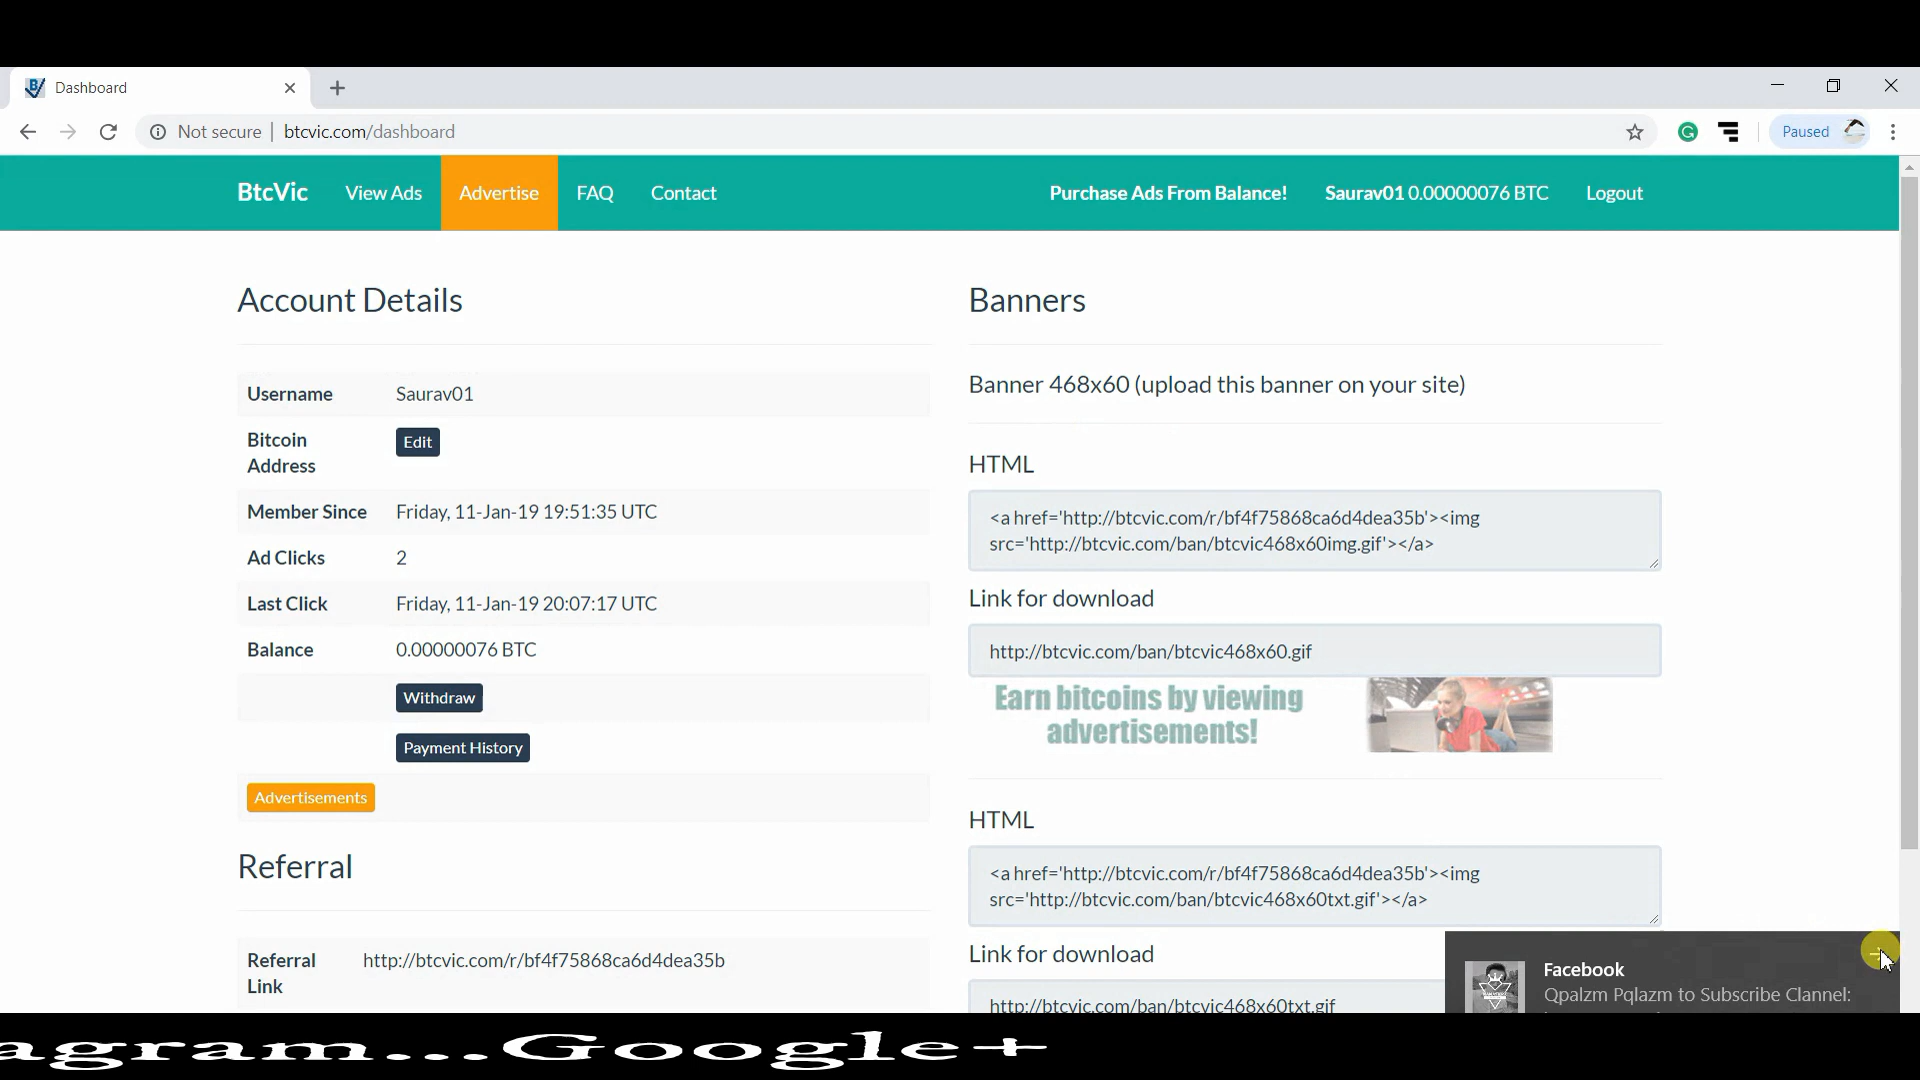 Dashboard
Not secure | btcvic.com/dashboard
Paused
BtcVic View Ads Advertise FAQ Contact Purchase Ads From Balance! Saurav01 0.00000076 BTC Logout
Account Details
Username Saurav01
Bitcoin Address Edit
Member Since Friday, 11-Jan-19 19:51:35 UTC
Ad Clicks 2
Last Click Friday, 11-Jan-19 20:07:17 UTC
Balance 0.00000076 BTC
Withdraw
Payment History
Advertisements
Referral
Referral Link http://btcvic.com/r/bf4f75868ca6d4dea35b
Banners
Banner 468x60 (upload this banner on your site)
HTML
<a href='http://btcvic.com/r/bf4f75868ca6d4dea35b'><img
src='http://btcvic.com/ban/btcvic468x60img.gif'></a>
Link for download
http://btcvic.com/ban/btcvic468x60.gif
Earn bitcoins by viewing
advertisements!
HTML
<a href='http://btcvic.com/r/bf4f75868ca6d4dea35b'><img
src='http://btcvic.com/ban/btcvic468x60txt.gif'></a>
Link for download
http://btcvic.com/ban/btcvic468x60txt.gif
Facebook
Qpalzm Pqlazm to Subscribe Clannel:
agram...Google+